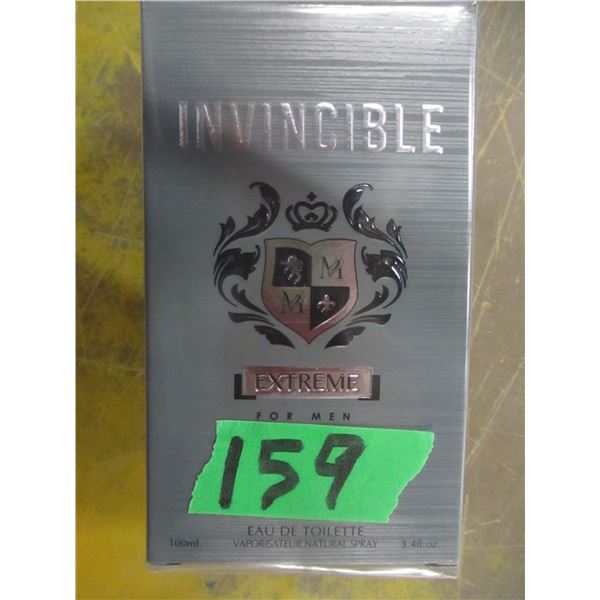 INVINCIBLE
M
M
EXTREME
FOR MEN
159
EAU DE TOILETTE
100ml. VAPORISATEUR NATURAL SPRAY 3.4fl.oz.